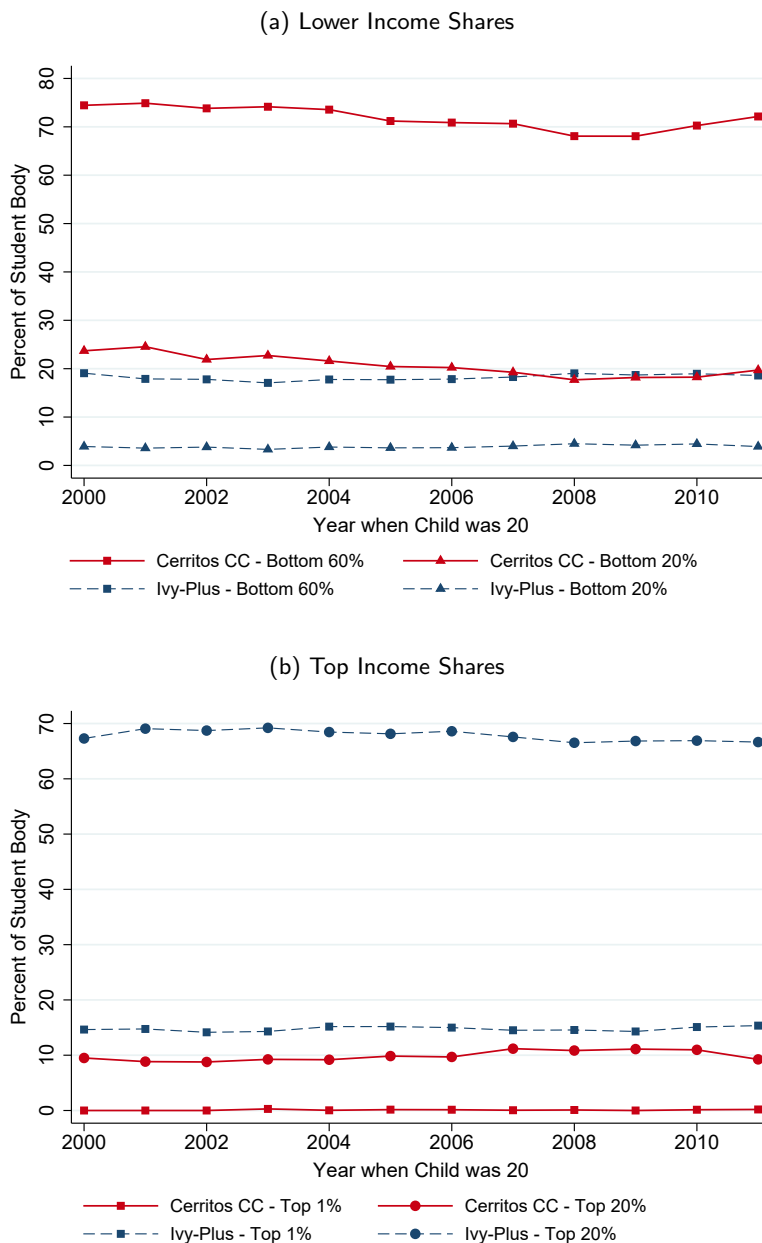 (a) Lower Income Shares
Percent of Student Body
80
70
60
50
40
30
20
10
0
2000 2002 2004 2006 2008 2010
Year when Child was 20
Cerritos CC - Bottom 60% Cerritos CC - Bottom 20%
Ivy-Plus - Bottom 60% Ivy-Plus - Bottom 20%
(b) Top Income Shares
Percent of Student Body
70
60
50
40
30
20
10
0
2000 2002 2004 2006 2008 2010
Year when Child was 20
Cerritos CC - Top 1% Cerritos CC - Top 20%
Ivy-Plus - Top 1% Ivy-Plus - Top 20%